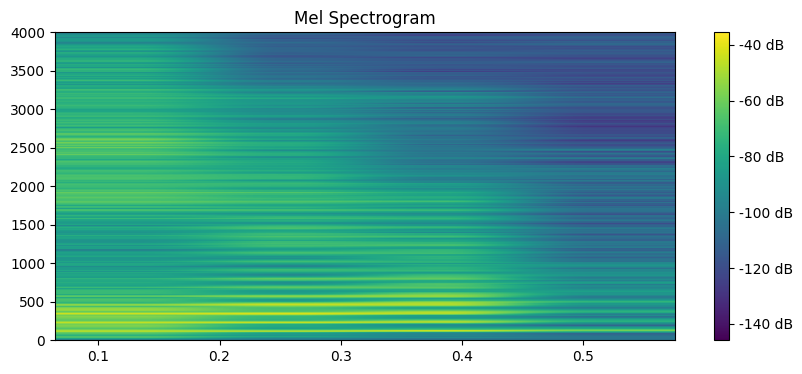 Mel Spectrogram
4000
3500
3000
2500
2000
1500
1000
500
0
0.1 0.2 0.3 0.4 0.5
-40 dB
-60 dB
-80 dB
-100 dB
-120 dB
-140 dB